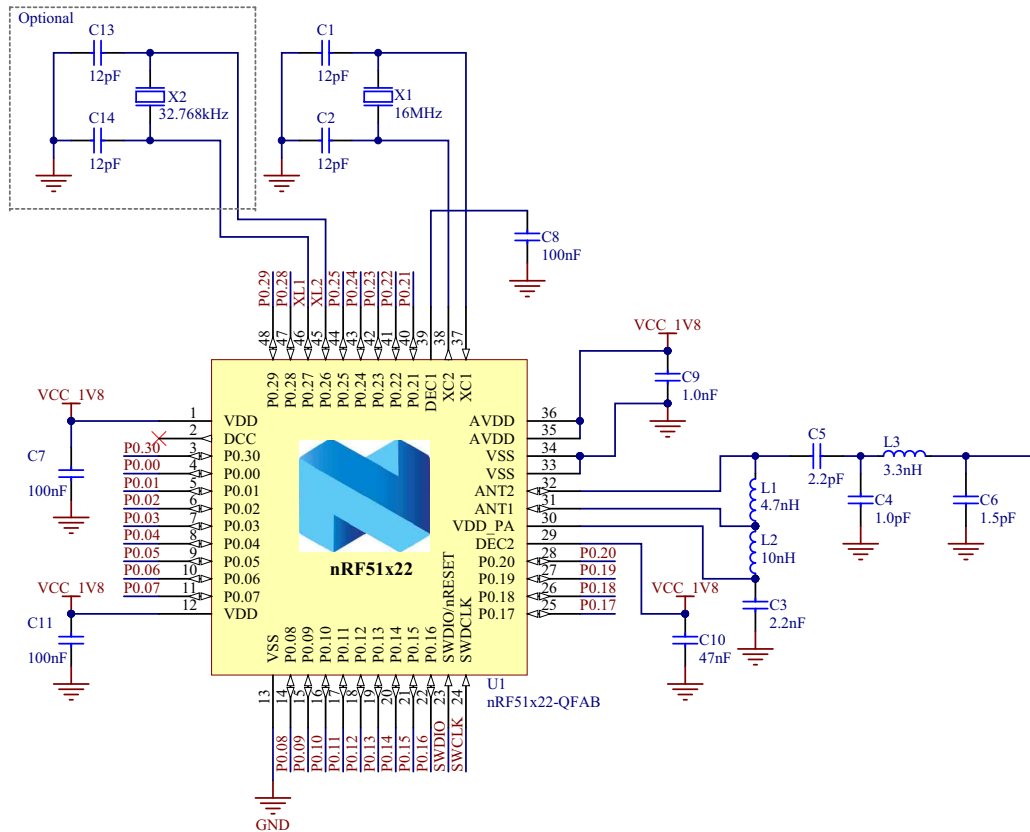 Optional
C13
12pF
X2
32.768kHz
C14
12pF
C1
12pF
X1
16MHz
C2
12pF
C8
100nF
P0.29
P0.28
XL1
XL2
P0.25
P0.24
P0.23
P0.22
P0.21
48
47
46
45
44
43
42
41
40
39
38
37
P0.29
P0.28
P0.27
P0.26
P0.25
P0.24
P0.23
P0.22
P0.21
DEC1
XC2
XC1
VCC_1V8
C7
100nF
VCC_1V8
C11
100nF
P0.30
P0.00
P0.01
P0.02
P0.03
P0.04
P0.05
P0.06
P0.07
1
2
3
4
5
6
7
8
9
10
11
12
VDD
DCC
P0.30
P0.00
P0.01
P0.02
P0.03
P0.04
P0.05
P0.06
P0.07
VDD
nRF51x22
AVDD
AVDD
VSS
VSS
ANT2
ANT1
VDD_PA
DEC2
P0.20
P0.19
P0.18
P0.17
36
35
34
33
32
31
30
29
28
27
26
25
P0.20
P0.19
P0.18
P0.17
VCC_1V8
C9
1.0nF
C5
2.2pF
L3
3.3nH
L1
4.7nH
C4
1.0pF
C6
1.5pF
L2
10nH
C3
2.2nF
VCC_1V8
C10
47nF
VSS
P0.08
P0.09
P0.10
P0.11
P0.12
P0.13
P0.14
P0.15
P0.16
SWDIO/nRESET
SWDCLK
13
14
15
16
17
18
19
20
21
22
23
24
P0.08
P0.09
P0.10
P0.11
P0.12
P0.13
P0.14
P0.15
P0.16
SWDIO
SWCLK
U1
nRF51x22-QFAB
GND